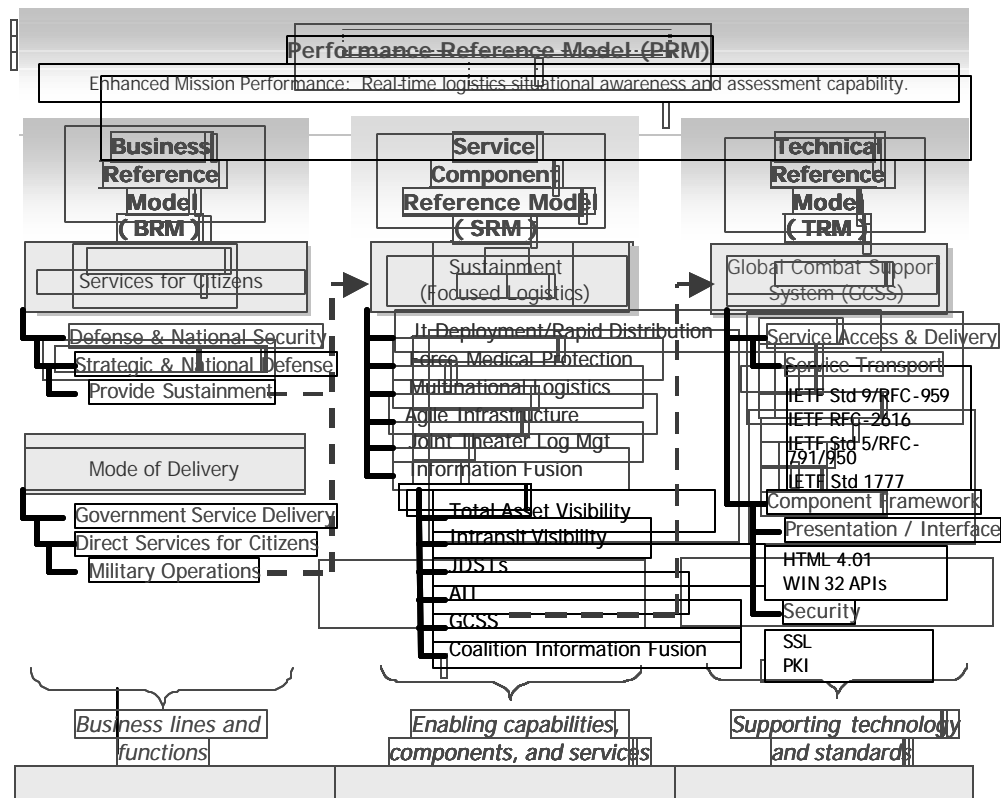 Performance Reference Model (PRM)
Enhanced Mission Performance: Real-time logistics situational awareness and assessment capability.
Business
Reference
Model
( BRM )
Services for Citizens
Defense & National Security
Strategic & National Defense
Provide Sustainment
Mode of Delivery
Government Service Delivery
Direct Services for Citizens
Military Operations
Business lines and
functions
Service
Component
Reference Model
( SRM )
Sustainment
(Focused Logistics)
Jt Deployment/Rapid Distribution
Force Medical Protection
Multinational Logistics
Agile Infrastructure
Joint Theater Log Mgt
Information Fusion
Total Asset Visibility
Intransit Visibility
JDSTs
AIT
GCSS
Coalition Information Fusion
Enabling capabilities,
components, and services
Technical
Reference
Model
( TRM )
Global Combat Support
System (GCSS)
Service Access & Delivery
Service Transport
IETF Std 9/RFC-959
IETF RFC-2616
IETF Std 5/RFC-
791/950
IETF Std 1777
Component Framework
Presentation / Interface
HTML 4.01
WIN 32 APIs
Security
SSL
PKI
Supporting technology
and standards